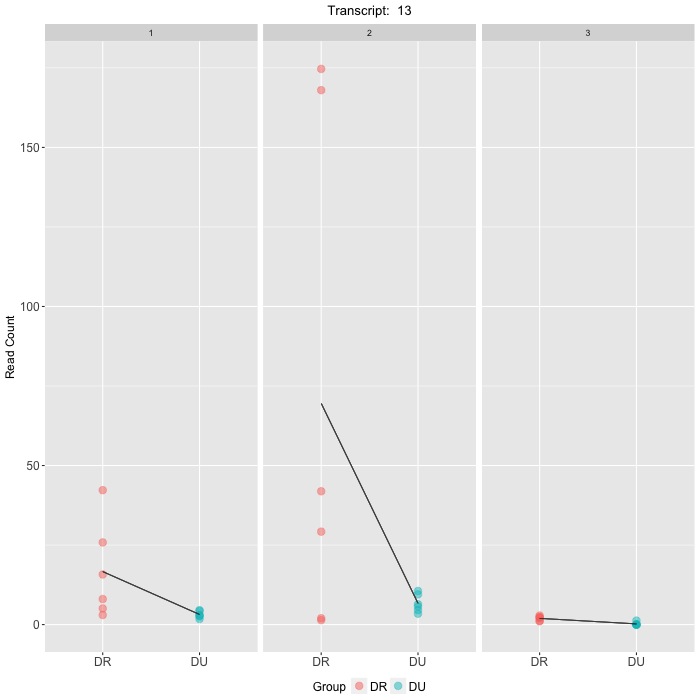 Transcript: 13
1 2 3
Read Count
150
100
50
0
DR DU DR DU DR DU
Group DR DU